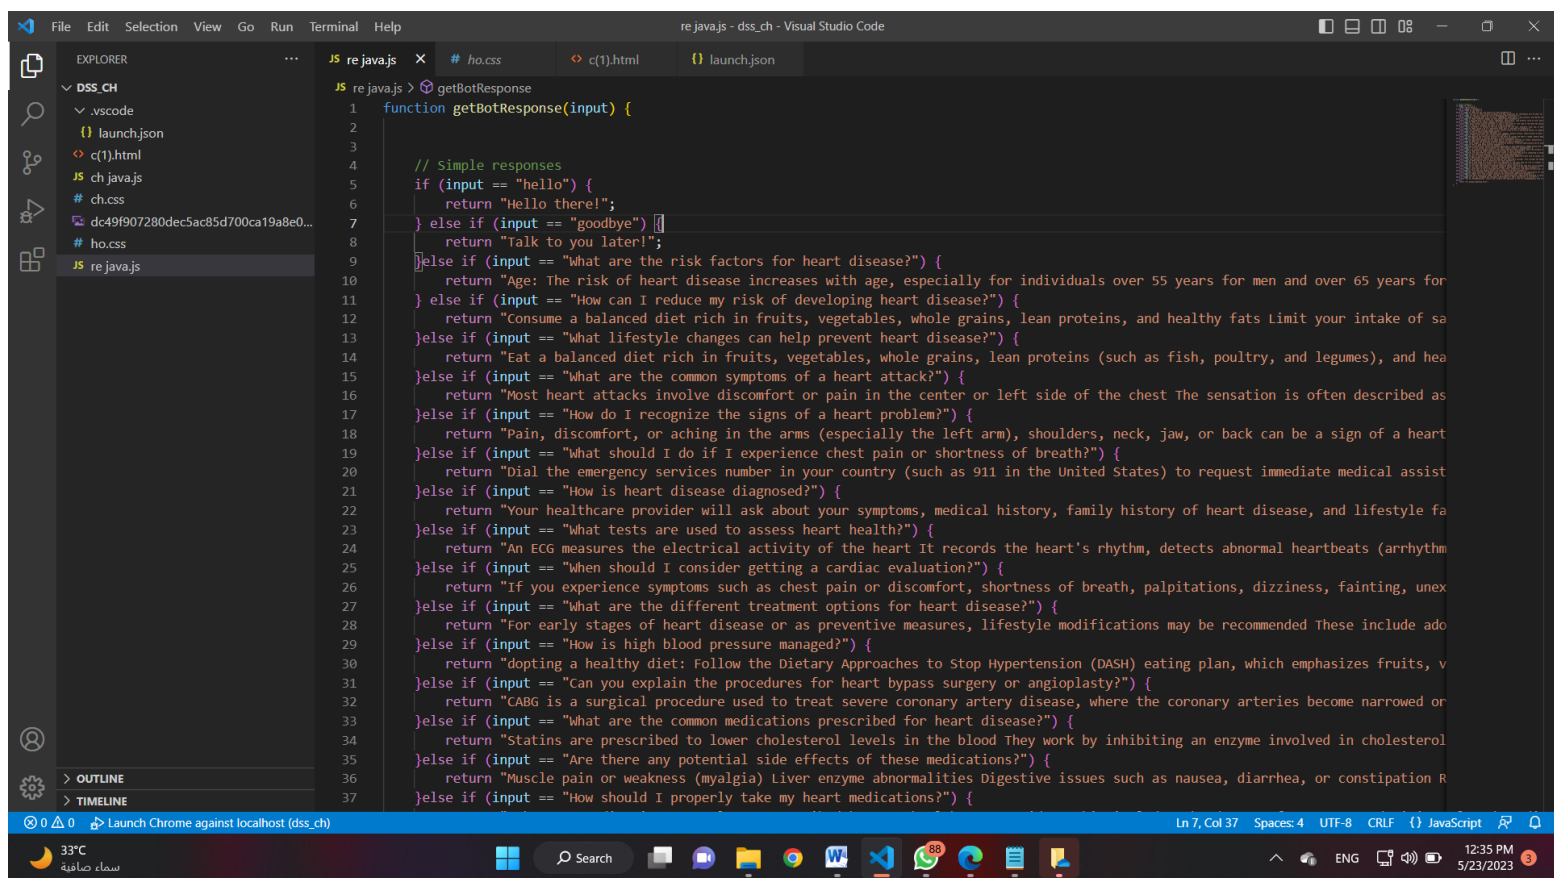 File Edit Selection View Go Run Terminal Help
re java.js - dss_ch - Visual Studio Code
EXPLORER
DSS_CH
.vscode
{} launch.json
<> c(1).html
JS ch java.js
# ch.css
dc49f907280dec5ac85d700ca19a8e0...
# ho.css
JS re java.js
OUTLINE
TIMELINE
JS re java.js # ho.css <> c(1).html {} launch.json
JS re java.js > getBotResponse
1 function getBotResponse(input) {
2
3
4 // Simple responses
5 if (input == "hello") {
6 return "Hello there!";
7 } else if (input == "goodbye") {
8 return "Talk to you later!";
9 }else if (input == "What are the risk factors for heart disease?") {
10 return "Age: The risk of heart disease increases with age, especially for individuals over 55 years for men and over 65 years for
11 } else if (input == "How can I reduce my risk of developing heart disease?") {
12 return "Consume a balanced diet rich in fruits, vegetables, whole grains, lean proteins, and healthy fats Limit your intake of sa
13 }else if (input == "What lifestyle changes can help prevent heart disease?") {
14 return "Eat a balanced diet rich in fruits, vegetables, whole grains, lean proteins (such as fish, poultry, and legumes), and hea
15 }else if (input == "What are the common symptoms of a heart attack?") {
16 return "Most heart attacks involve discomfort or pain in the center or left side of the chest The sensation is often described as
17 }else if (input == "How do I recognize the signs of a heart problem?") {
18 return "Pain, discomfort, or aching in the arms (especially the left arm), shoulders, neck, jaw, or back can be a sign of a heart
19 }else if (input == "What should I do if I experience chest pain or shortness of breath?") {
20 return "Dial the emergency services number in your country (such as 911 in the United States) to request immediate medical assist
21 }else if (input == "How is heart disease diagnosed?") {
22 return "Your healthcare provider will ask about your symptoms, medical history, family history of heart disease, and lifestyle fa
23 }else if (input == "What tests are used to assess heart health?") {
24 return "An ECG measures the electrical activity of the heart It records the heart's rhythm, detects abnormal heartbeats (arrhythm
25 }else if (input == "When should I consider getting a cardiac evaluation?") {
26 return "If you experience symptoms such as chest pain or discomfort, shortness of breath, palpitations, dizziness, fainting, unex
27 }else if (input == "What are the different treatment options for heart disease?") {
28 return "For early stages of heart disease or as preventive measures, lifestyle modifications may be recommended These include ado
29 }else if (input == "How is high blood pressure managed?") {
30 return "dopting a healthy diet: Follow the Dietary Approaches to Stop Hypertension (DASH) eating plan, which emphasizes fruits, v
31 }else if (input == "Can you explain the procedures for heart bypass surgery or angioplasty?") {
32 return "CABG is a surgical procedure used to treat severe coronary artery disease, where the coronary arteries become narrowed or
33 }else if (input == "What are the common medications prescribed for heart disease?") {
34 return "Statins are prescribed to lower cholesterol levels in the blood They work by inhibiting an enzyme involved in cholesterol
35 }else if (input == "Are there any potential side effects of these medications?") {
36 return "Muscle pain or weakness (myalgia) Liver enzyme abnormalities Digestive issues such as nausea, diarrhea, or constipation R
37 }else if (input == "How should I properly take my heart medications?") {
0 0 Launch Chrome against localhost (dss_ch)
Ln 7, Col 37 Spaces: 4 UTF-8 CRLF {} JavaScript
33°C
سماء صافية
Search
88
ENG
12:35 PM
5/23/2023
3